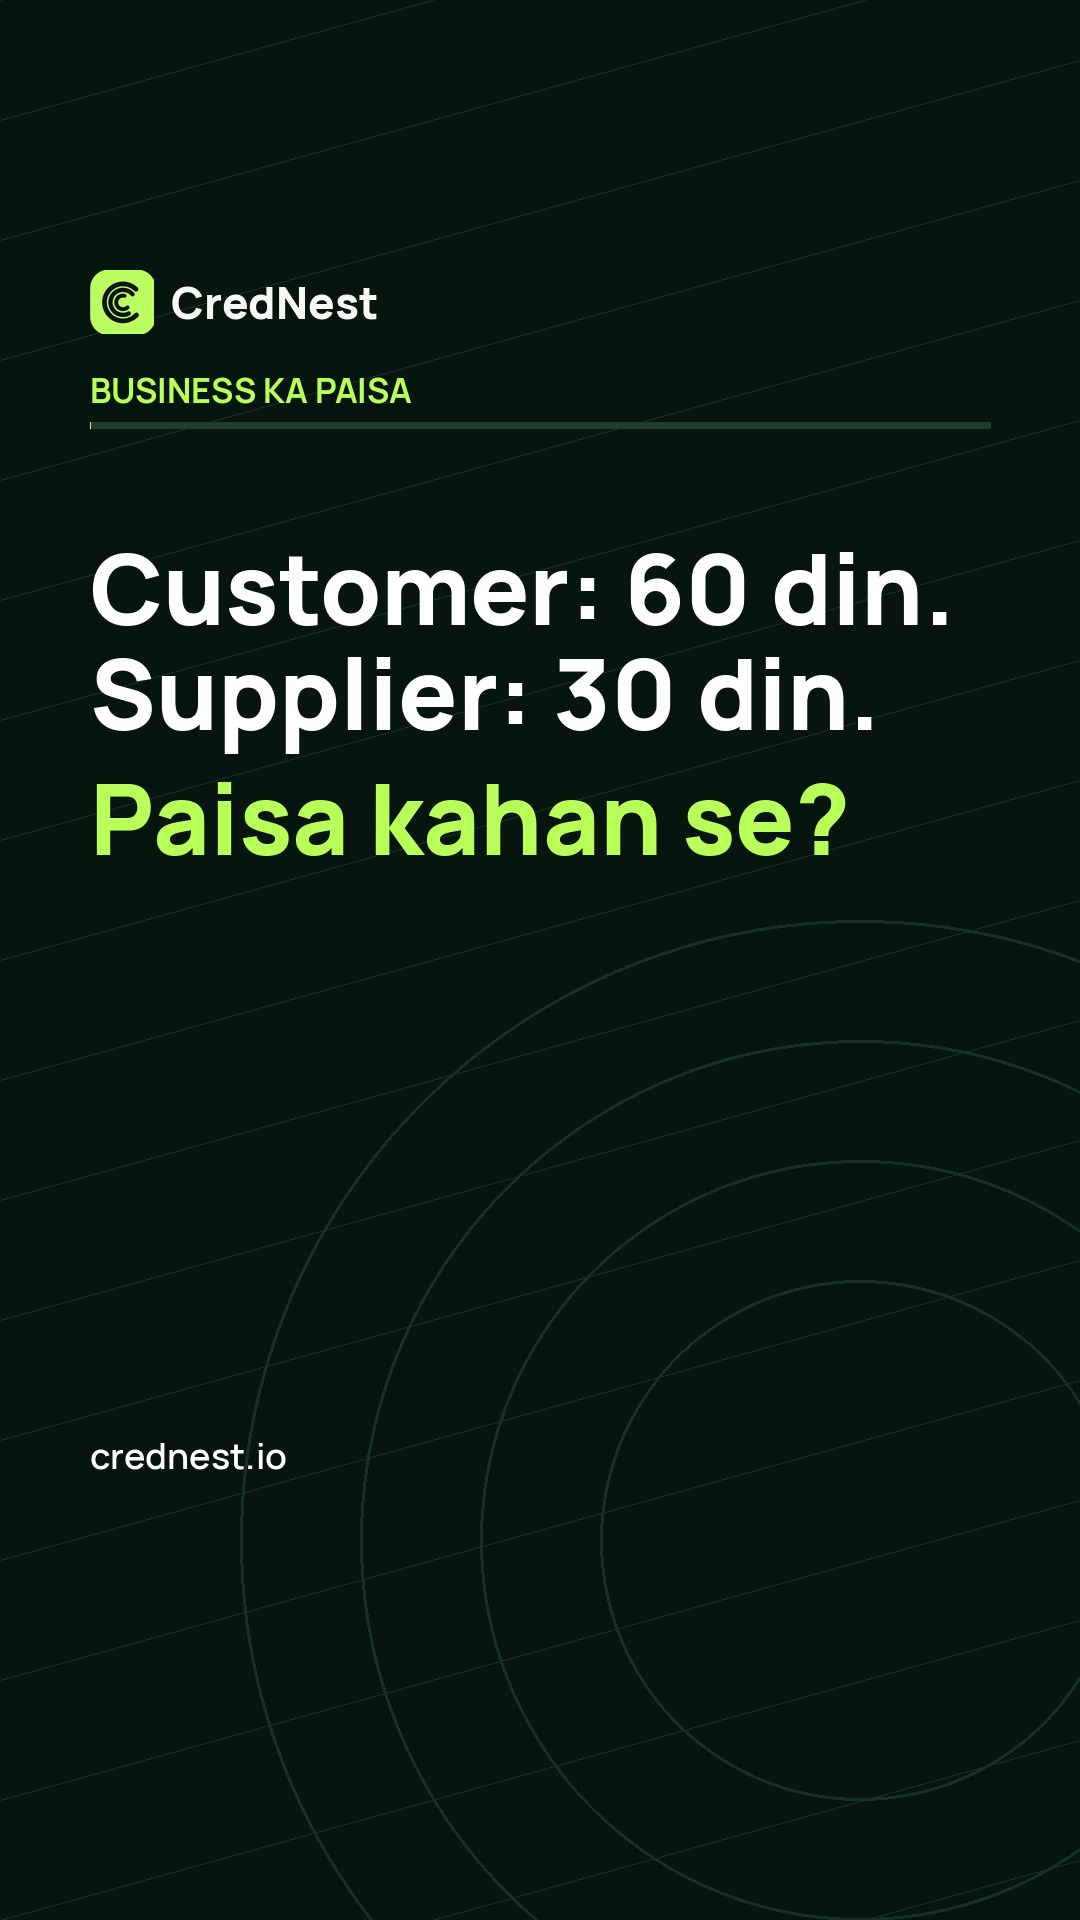 CredNest
BUSINESS KA PAISA
Customer: 60 din.
Supplier: 30 din.
Paisa kahan se?
crednest.io